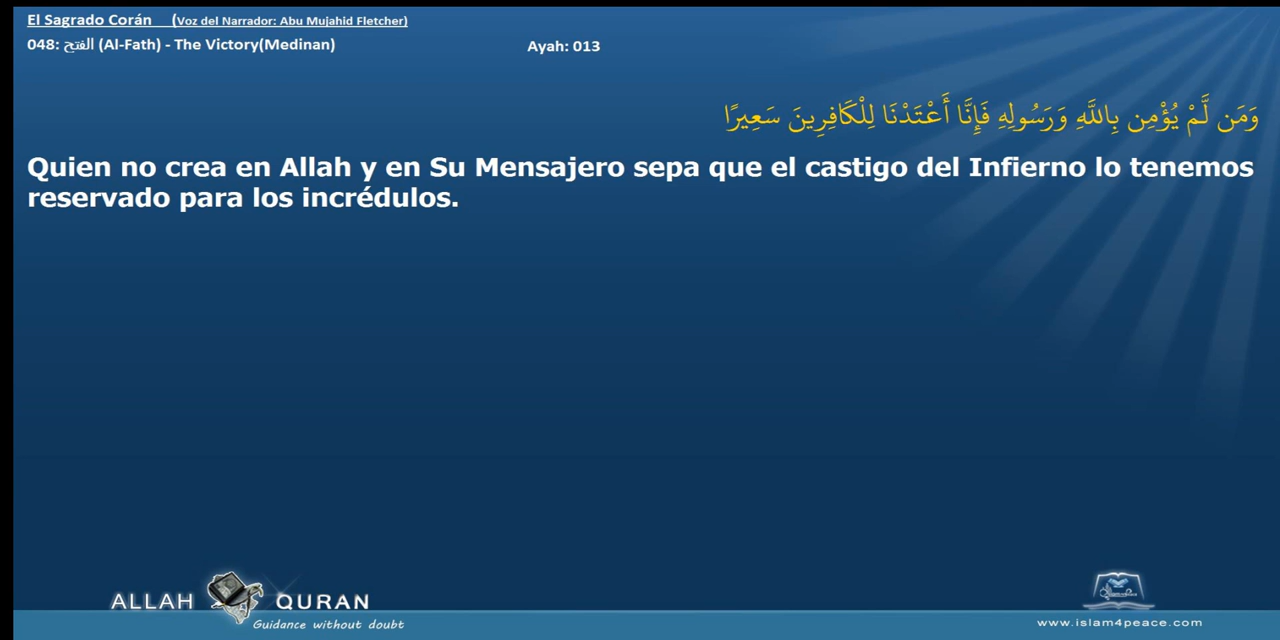 El Sagrado Corán (Voz del Narrador: Abu Mujahid Fletcher)
048: الفتح (Al-Fath) - The Victory(Medinan) Ayah: 013
وَمَن لَّمْ يُؤْمِن بِاللَّهِ وَرَسُولِهِ فَإِنَّا أَعْتَدْنَا لِلْكَافِرِينَ سَعِيرًا
Quien no crea en Allah y en Su Mensajero sepa que el castigo del Infierno lo tenemos
reservado para los incrédulos.
ALLAH QURAN
Guidance without doubt
www.islam4peace.com